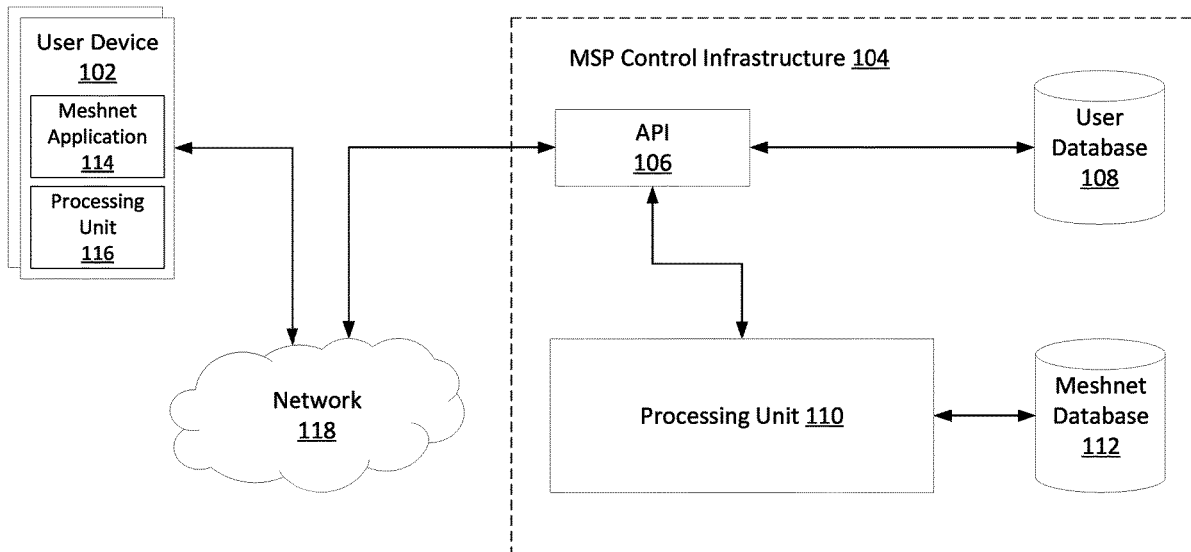 User Device
102
Meshnet
Application
114
Processing
Unit
116
MSP Control Infrastructure 104
API
106
User
Database
108
Network
118
Processing Unit 110
Meshnet
Database
112